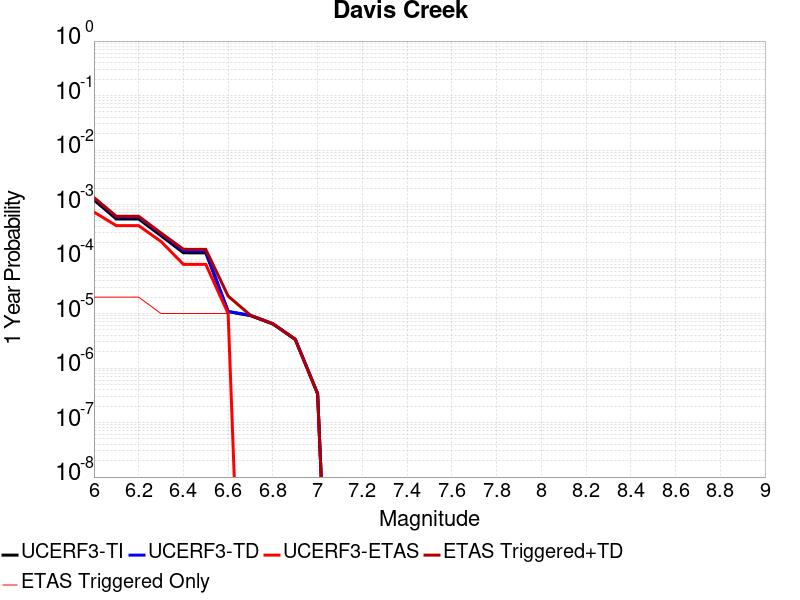 Davis Creek
1 Year Probability
10^0
10^-1
10^-2
10^-3
10^-4
10^-5
10^-6
10^-7
10^-8
6 6.2 6.4 6.6 6.8 7 7.2 7.4 7.6 7.8 8 8.2 8.4 8.6 8.8 9
Magnitude
UCERF3-TI UCERF3-TD UCERF3-ETAS ETAS Triggered+TD
ETAS Triggered Only